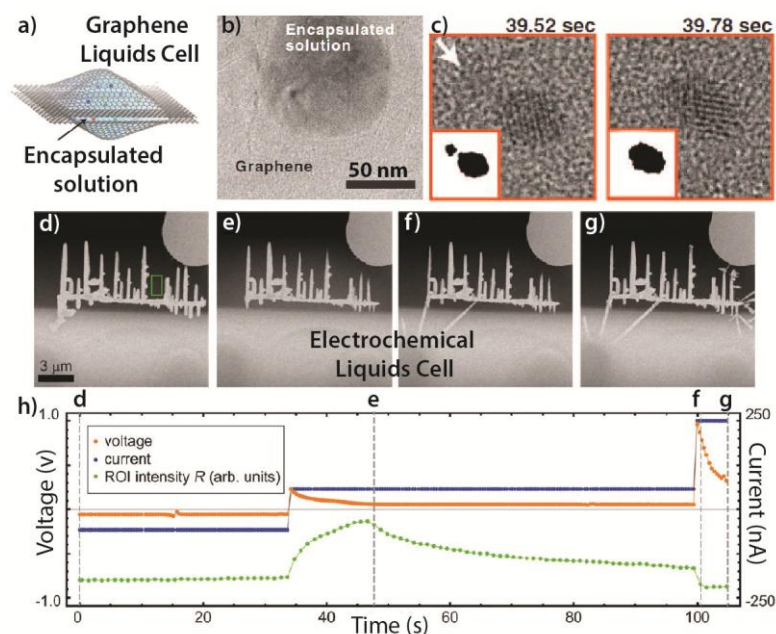 a)
Graphene
Liquids Cell
Encapsulated
solution
b)
Encapsulated
solution
Graphene
50 nm
c)
39.52 sec
39.78 sec
d)
e)
f)
g)
3 μm
Electrochemical
Liquids Cell
h)
d
e
f
g
1.0
250
voltage
current
ROI intensity R (arb. units)
Voltage (v)
Current (nA)
-1.0
-250
0
20
40
60
80
100
Time (s)